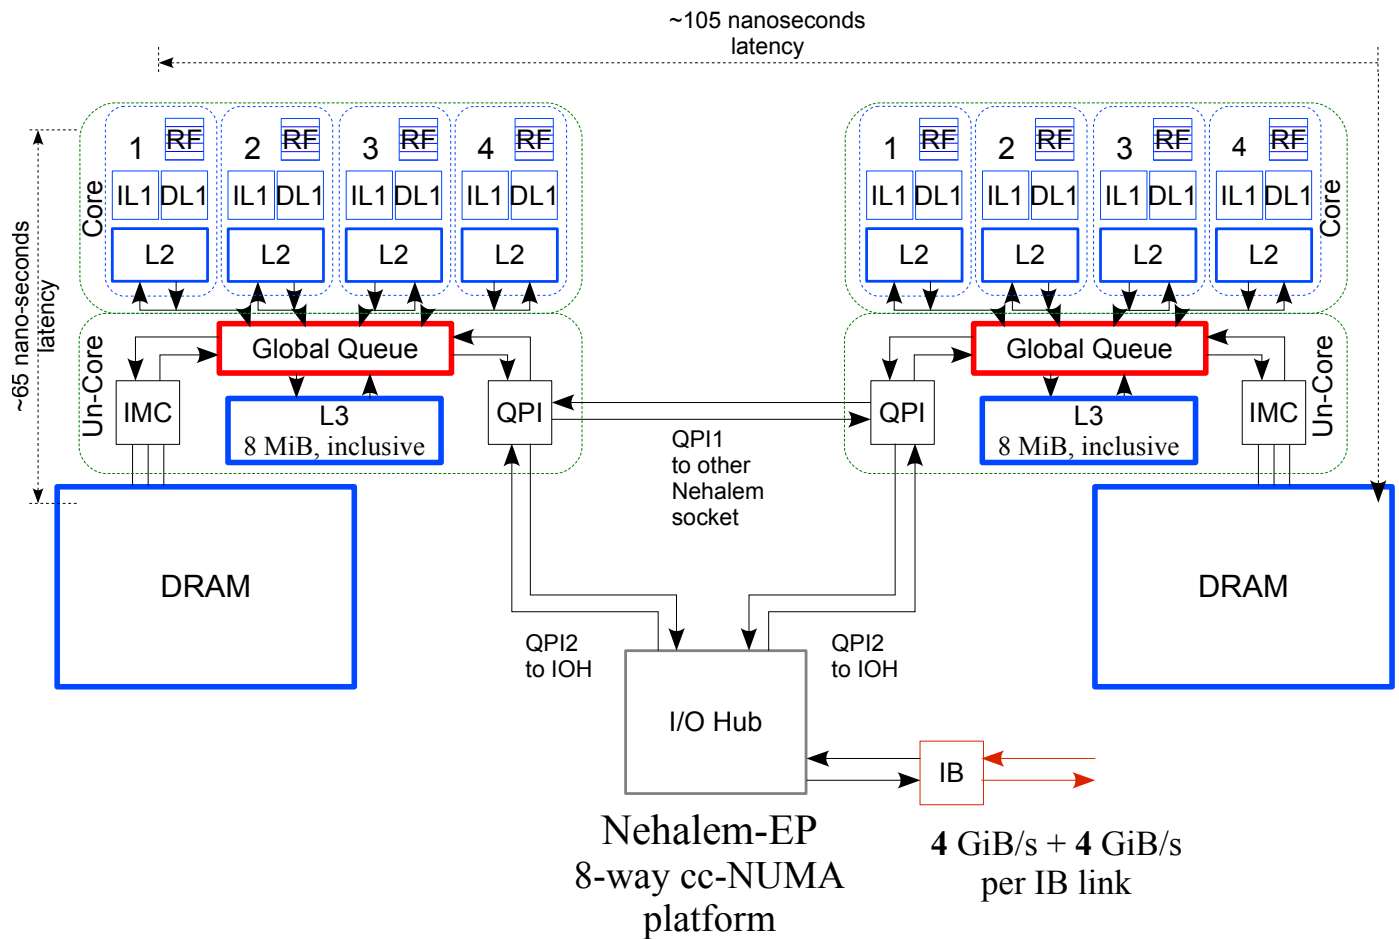 ~105 nanoseconds
latency
1 RF 2 RF 3 RF 4 RF
IL1 DL1 IL1 DL1 IL1 DL1 IL1 DL1
L2 L2 L2 L2
Core
1 RF 2 RF 3 RF 4 RF
IL1 DL1 IL1 DL1 IL1 DL1 IL1 DL1
L2 L2 L2 L2
Core
~65 nano-seconds
latency
Un-Core
Global Queue
IMC
L3
8 MiB, inclusive
QPI
QPI1
to other
Nehalem
socket
Global Queue
QPI
L3
8 MiB, inclusive
IMC
Un-Core
DRAM
DRAM
QPI2
to IOH
QPI2
to IOH
I/O Hub
IB
Nehalem-EP
8-way cc-NUMA
platform
4 GiB/s + 4 GiB/s
per IB link